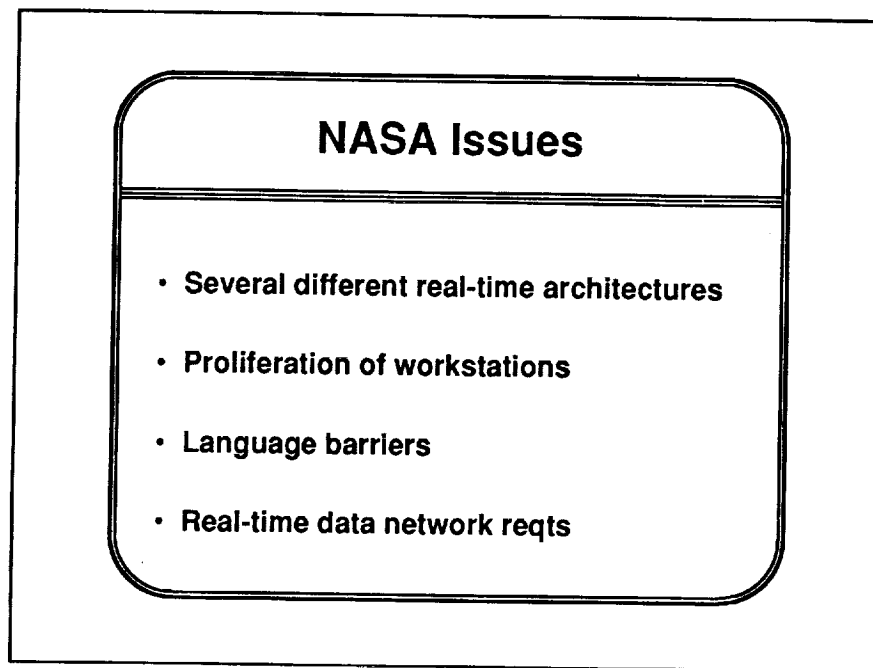 NASA Issues
• Several different real-time architectures
• Proliferation of workstations
• Language barriers
• Real-time data network reqts